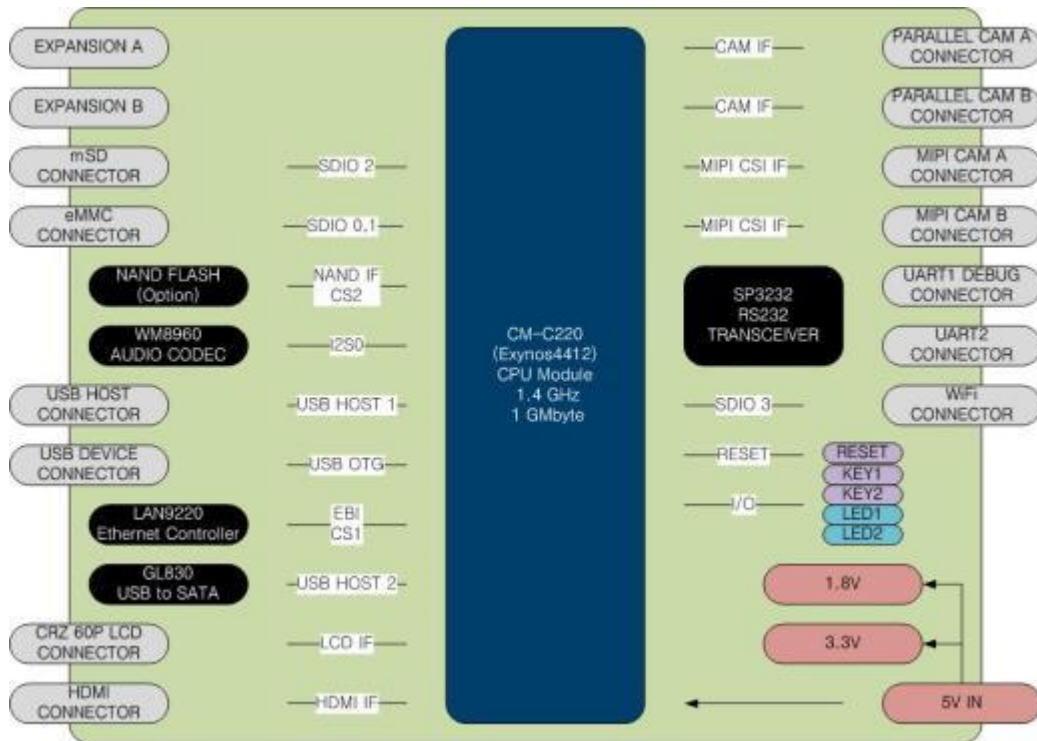 EXPANSION A
EXPANSION B
mSD
CONNECTOR
SDIO 2
eMMC
CONNECTOR
SDIO 0,1
NAND FLASH
(Option)
NAND IF
CS2
WM8960
AUDIO CODEC
I2S0
USB HOST
CONNECTOR
USB HOST 1
USB DEVICE
CONNECTOR
USB OTG
LAN9220
Ethernet Controller
EBI
CS1
GL830
USB to SATA
USB HOST 2
CRZ 60P LCD
CONNECTOR
LCD IF
HDMI
CONNECTOR
HDMI IF
CM-C220
(Exynos4412)
CPU Module
1.4 GHz
1 GMbyte
CAM IF
PARALLEL CAM A
CONNECTOR
CAM IF
PARALLEL CAM B
CONNECTOR
MIPI CSI IF
MIPI CAM A
CONNECTOR
MIPI CSI IF
MIPI CAM B
CONNECTOR
SP3232
RS232
TRANSCEIVER
UART1 DEBUG
CONNECTOR
UART2
CONNECTOR
SDIO 3
WiFi
CONNECTOR
RESET
RESET
KEY1
KEY2
I/O
LED1
LED2
1.8V
3.3V
5V IN